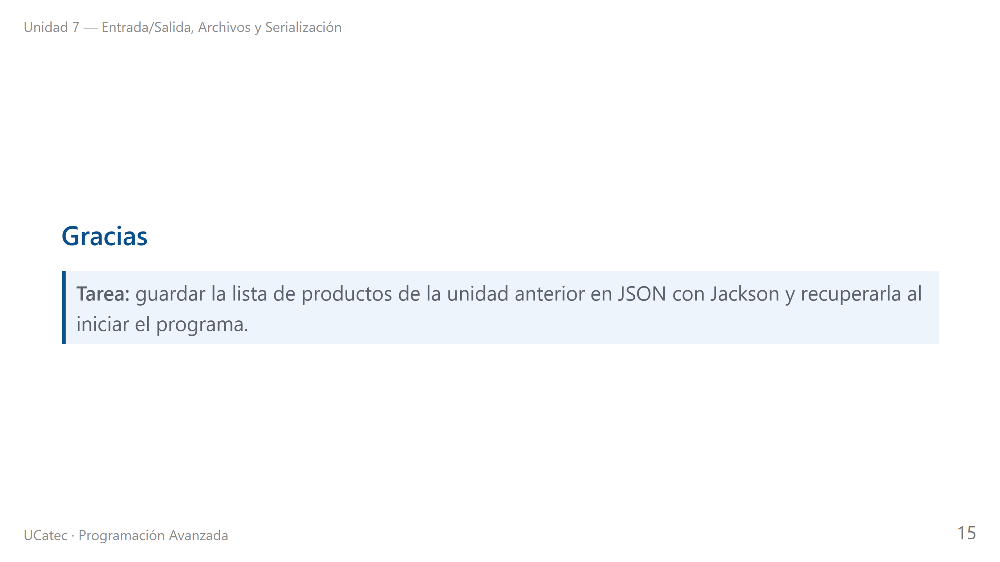 Unidad 7 — Entrada/Salida, Archivos y Serialización
Gracias
Tarea: guardar la lista de productos de la unidad anterior en JSON con Jackson y recuperarla al
iniciar el programa.
UCatec · Programación Avanzada
15